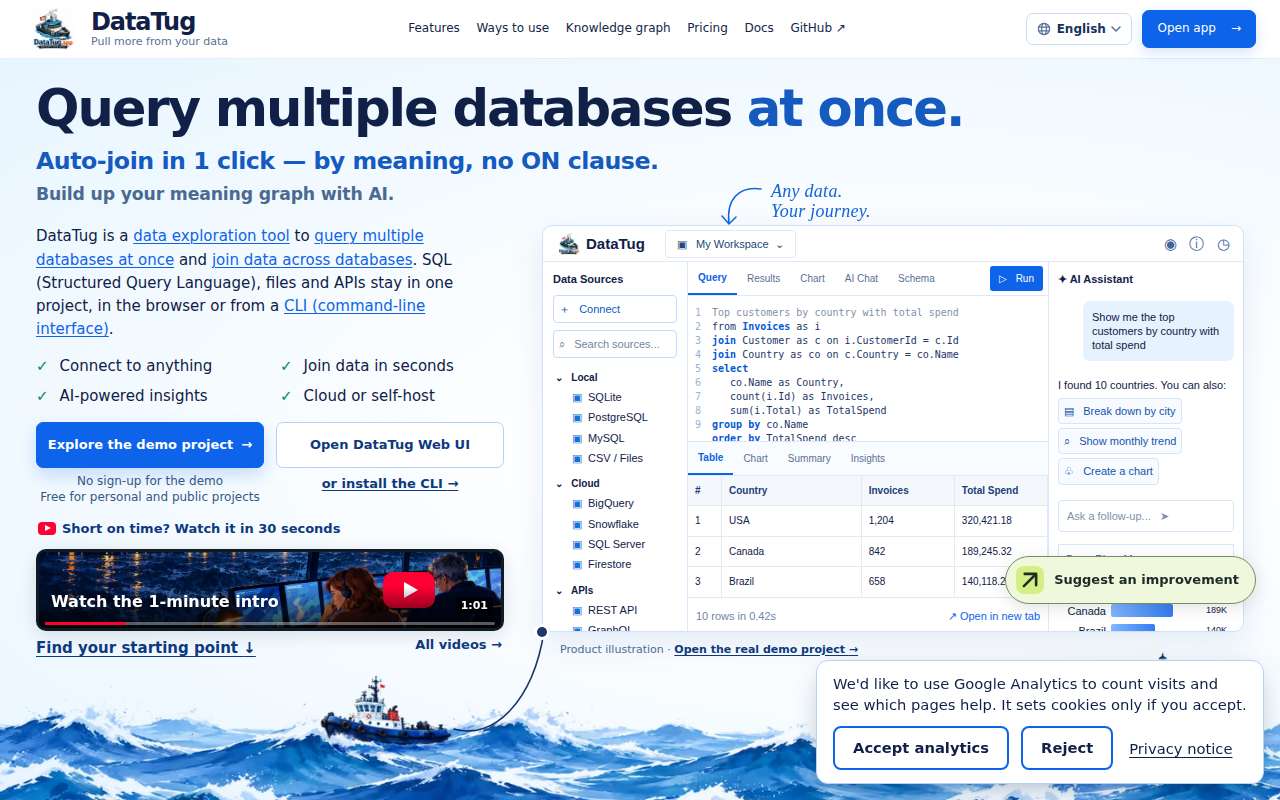 DataTug
Pull more from your data
Features
Ways to use
Knowledge graph
Pricing
Docs
GitHub ↗
English
Open app →
Query multiple databases at once.
Auto-join in 1 click — by meaning, no ON clause.
Build up your meaning graph with AI.
DataTug is a data exploration tool to query multiple
databases at once and join data across databases. SQL
(Structured Query Language), files and APIs stay in one
project, in the browser or from a CLI (command-line
interface).
✓ Connect to anything
✓ Join data in seconds
✓ AI-powered insights
✓ Cloud or self-host
Explore the demo project →
Open DataTug Web UI
No sign-up for the demo
Free for personal and public projects
or install the CLI →
Short on time? Watch it in 30 seconds
Watch the 1-minute intro
1:01
Find your starting point ↓
All videos →
Any data.
Your journey.
DataTug
My Workspace
Data Sources
+ Connect
Search sources...
Local
SQLite
PostgreSQL
MySQL
CSV / Files
Cloud
BigQuery
Snowflake
SQL Server
Firestore
APIs
REST API
GraphQL
Query
Results
Chart
AI Chat
Schema
Run
1 Top customers by country with total spend
2 from Invoices as i
3 join Customer as c on i.CustomerId = c.Id
4 join Country as co on c.Country = co.Name
5 select
6 co.Name as Country,
7 count(i.Id) as Invoices,
8 sum(i.Total) as TotalSpend
9 group by co.Name
order by TotalSpend desc
Table
Chart
Summary
Insights
# Country Invoices Total Spend
1 USA 1,204 320,421.18
2 Canada 842 189,245.32
3 Brazil 658 140,118.2
10 rows in 0.42s
↗ Open in new tab
✦ AI Assistant
Show me the top
customers by country with
total spend
I found 10 countries. You can also:
Break down by city
Show monthly trend
Create a chart
Ask a follow-up...
Suggest an improvement
Canada 189K
Brazil 140K
Product illustration · Open the real demo project →
We'd like to use Google Analytics to count visits and
see which pages help. It sets cookies only if you accept.
Accept analytics
Reject
Privacy notice